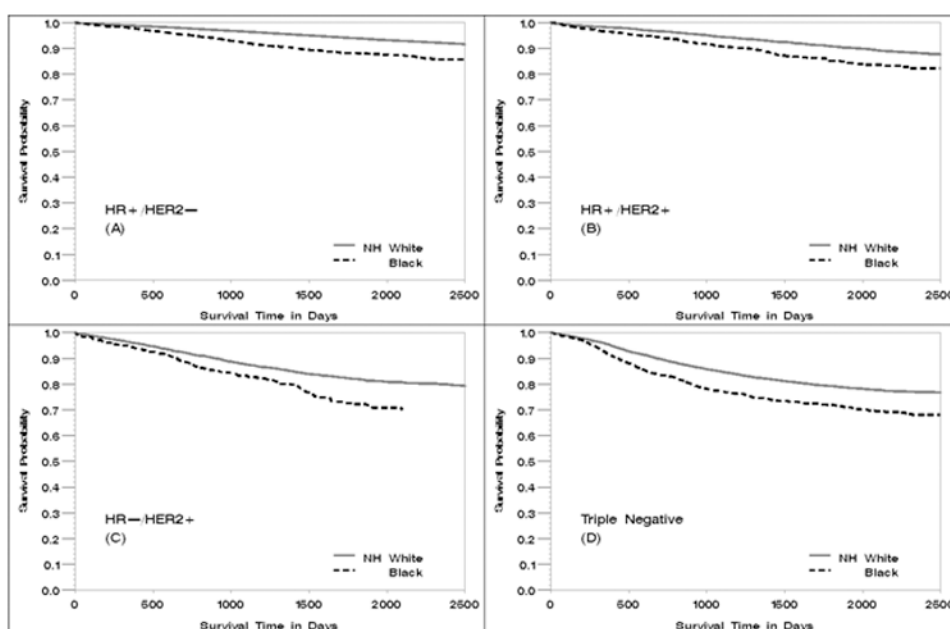 1.0
0.9
0.8
0.7
0.6
0.5
0.4
0.3
0.2
0.1
0.0
Survival Probability
HR+/HER2−
(A)
NH White
Black
0 500 1000 1500 2000 2500
Survival Time in Days
1.0
0.9
0.8
0.7
0.6
0.5
0.4
0.3
0.2
0.1
0.0
Survival Probability
HR+/HER2+
(B)
NH White
Black
0 500 1000 1500 2000 2500
Survival Time in Days
1.0
0.9
0.8
0.7
0.6
0.5
0.4
0.3
0.2
0.1
0.0
Survival Probability
HR−/HER2+
(C)
NH White
Black
0 500 1000 1500 2000 2500
Survival Time in Days
1.0
0.9
0.8
0.7
0.6
0.5
0.4
0.3
0.2
0.1
0.0
Survival Probability
Triple Negative
(D)
NH White
Black
0 500 1000 1500 2000 2500
Survival Time in Days